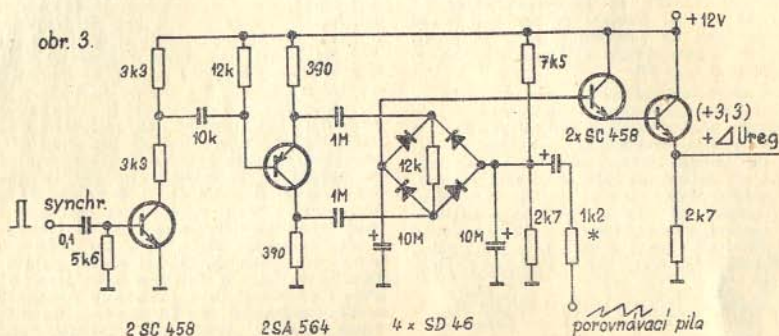 obr. 3.
+12V
3k3
12k
390
7k5
10k
1M
2x SC 458
(+3,3)
+ΔUreg
3k3
12k
1M
synchr.
0,1
5k6
390
10M
+
10M
+
+
2k7
1k2
*
2k7
2 SC 458
2SA 564
4 x SD 46
porovnávací pila